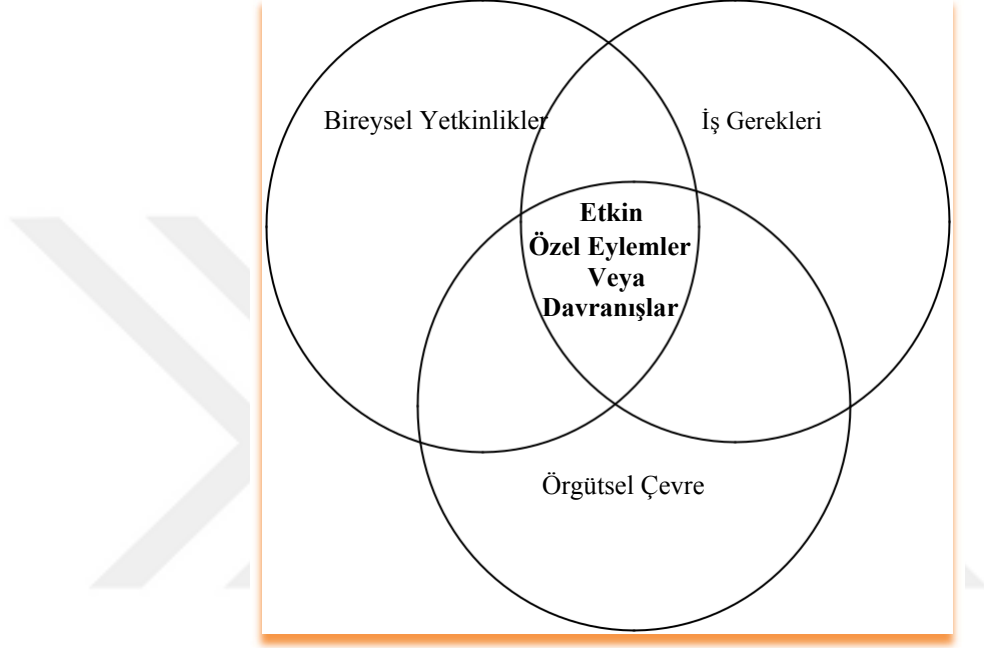 Bireysel Yetkinlikler
İş Gerekleri
Etkin
Özel Eylemler
Veya
Davranışlar
Örgütsel Çevre